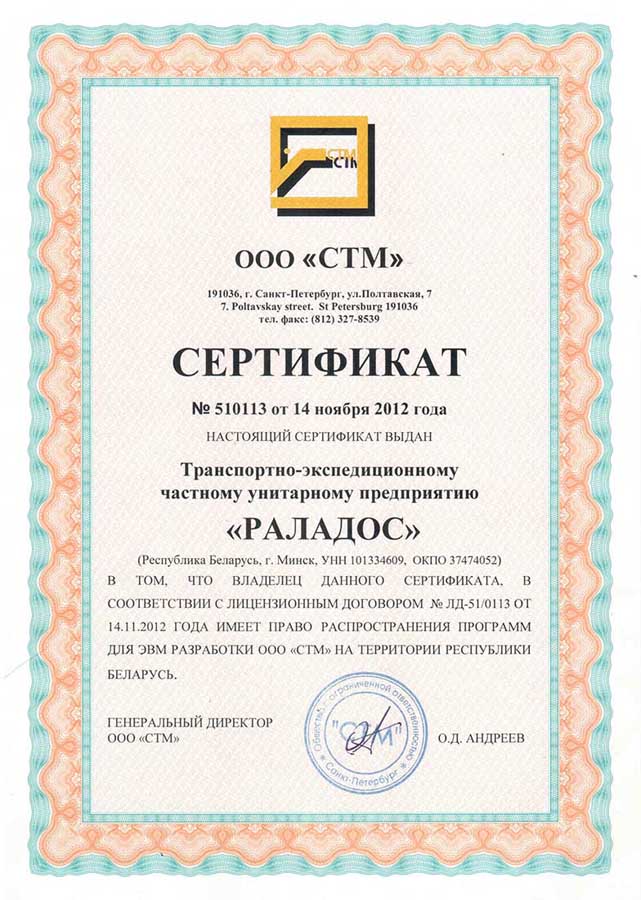 СТМ
СТМ
ООО «СТМ»
191036, г. Санкт-Петербург, ул.Полтавская, 7
7. Poltavskay street. St Petersburg 191036
тел. факс: (812) 327-8539
СЕРТИФИКАТ
№ 510113 от 14 ноября 2012 года
НАСТОЯЩИЙ СЕРТИФИКАТ ВЫДАН
Транспортно-экспедиционному
частному унитарному предприятию
«РАЛАДОС»
(Республика Беларусь, г. Минск, УНН 101334609, ОКПО 37474052)
В ТОМ, ЧТО ВЛАДЕЛЕЦ ДАННОГО СЕРТИФИКАТА, В
СООТВЕТСТВИИ С ЛИЦЕНЗИОННЫМ ДОГОВОРОМ № ЛД-51/0113 ОТ
14.11.2012 ГОДА ИМЕЕТ ПРАВО РАСПРОСТРАНЕНИЯ ПРОГРАММ
ДЛЯ ЭВМ РАЗРАБОТКИ ООО «СТМ» НА ТЕРРИТОРИИ РЕСПУБЛИКИ
БЕЛАРУСЬ.
ГЕНЕРАЛЬНЫЙ ДИРЕКТОР
ООО «СТМ»
Общество с ограниченной ответственностью
"СТМ"
Санкт-Петербург
О.Д. АНДРЕЕВ